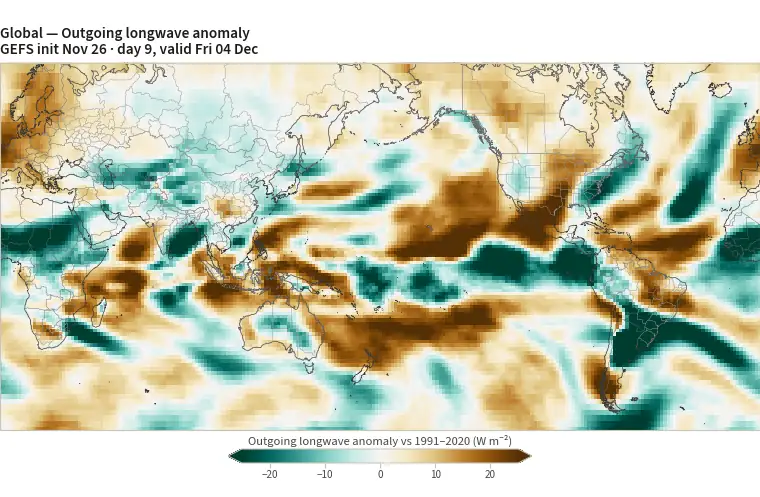 Global — Outgoing longwave anomaly
GEFS init Nov 26 · day 9, valid Fri 04 Dec
Outgoing longwave anomaly vs 1991–2020 (W m⁻²)
−20 −10 0 10 20